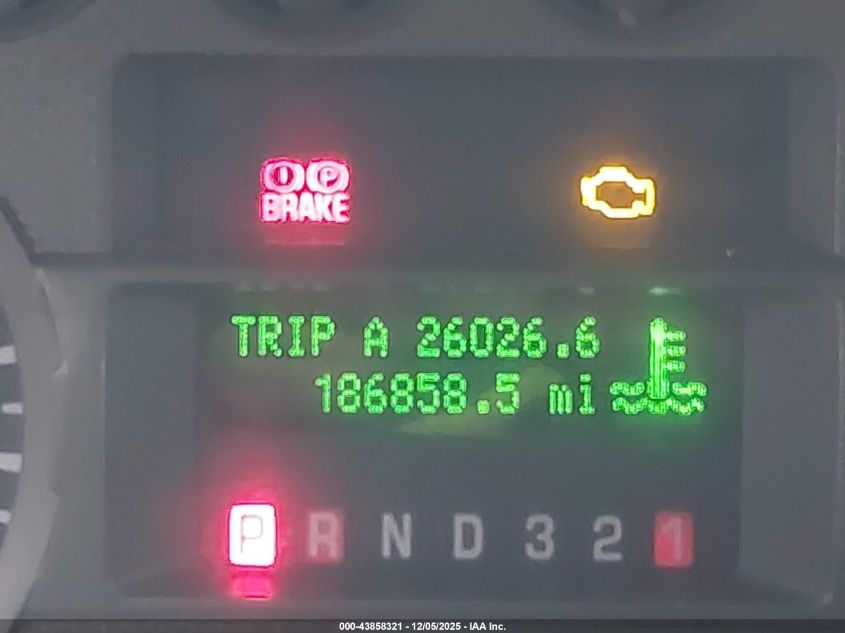 P
BRAKE
TRIP A 26026.6
186858.5 mi
P R N D 3 2 1
000-43858321 - 12/05/2025 - IAA Inc.